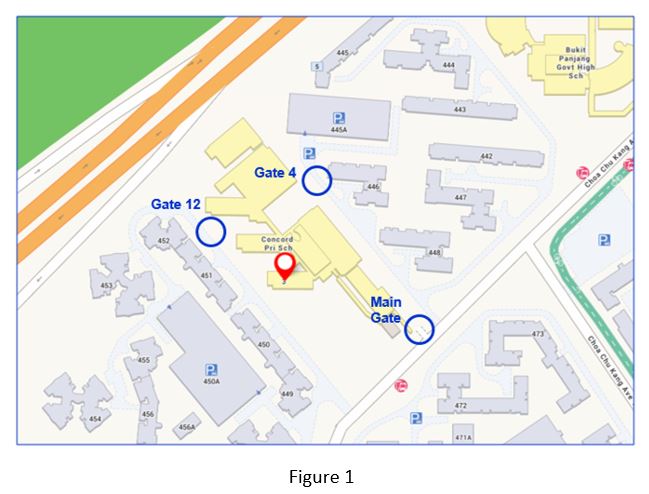 445
5
444
Bukit
Panjang
Govt High
Sch
443
445A
Choa Chu Kang A
442
Gate 4
446
447
Gate 12
452
Concord
Pri Sch
448
451
453
3
Main
Gate
450
473
Choa Chu Kang Ave
455
450A
449
454
456
456A
472
471A
Figure 1